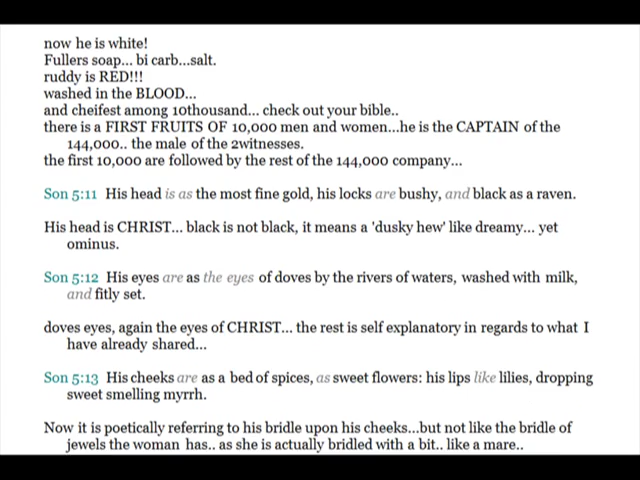 now he is white!
Fullers soap... bi carb...salt.
ruddy is RED!!!
washed in the BLOOD...
and cheifest among 10thousand... check out your bible..
there is a FIRST FRUITS OF 10,000 men and women...he is the CAPTAIN of the
144,000.. the male of the 2witnesses.
the first 10,000 are followed by the rest of the 144,000 company...
Son 5:11 His head is as the most fine gold, his locks are bushy, and black as a raven.
His head is CHRIST... black is not black, it means a 'dusky hew' like dreamy... yet
ominus.
Son 5:12 His eyes are as the eyes of doves by the rivers of waters, washed with milk,
and fitly set.
doves eyes, again the eyes of CHRIST... the rest is self explanatory in regards to what I
have already shared...
Son 5:13 His cheeks are as a bed of spices, as sweet flowers: his lips like lilies, dropping
sweet smelling myrrh.
Now it is poetically referring to his bridle upon his cheeks...but not like the bridle of
jewels the woman has.. as she is actually bridled with a bit.. like a mare..